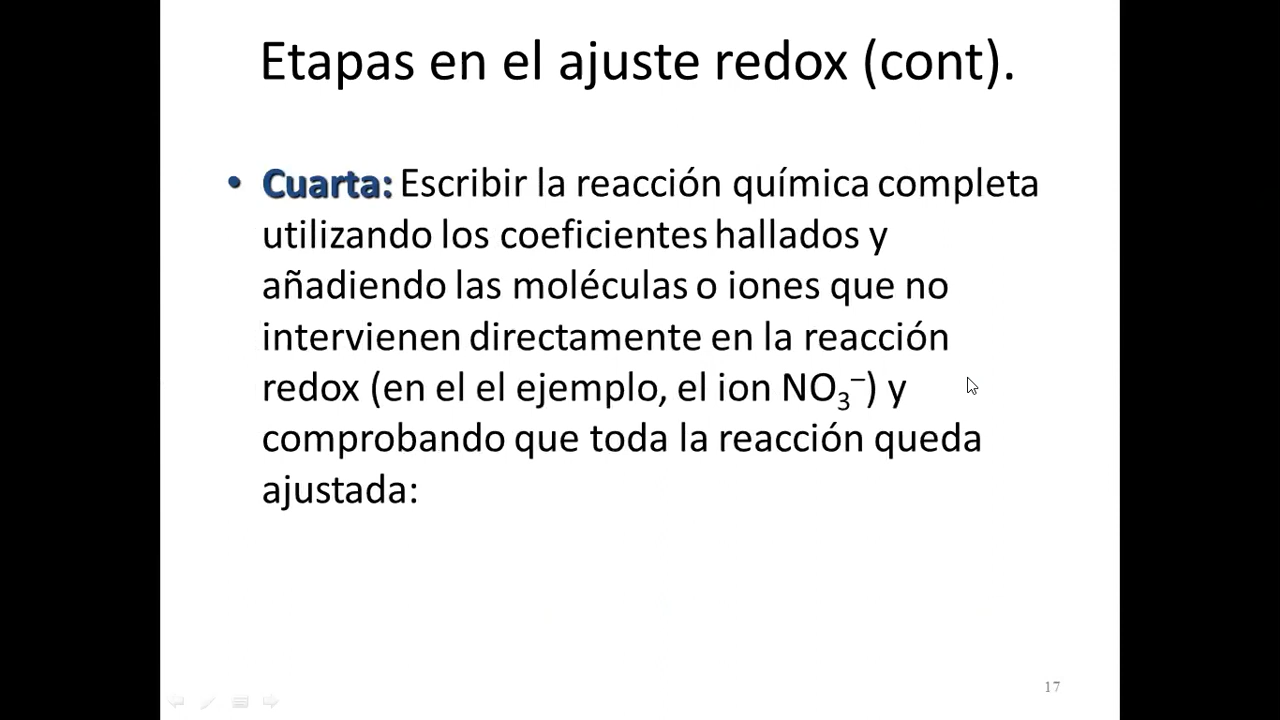 Etapas en el ajuste redox (cont).
• Cuarta: Escribir la reacción química completa
utilizando los coeficientes hallados y
añadiendo las moléculas o iones que no
intervienen directamente en la reacción
redox (en el el ejemplo, el ion NO₃⁻) y
comprobando que toda la reacción queda
ajustada:
17